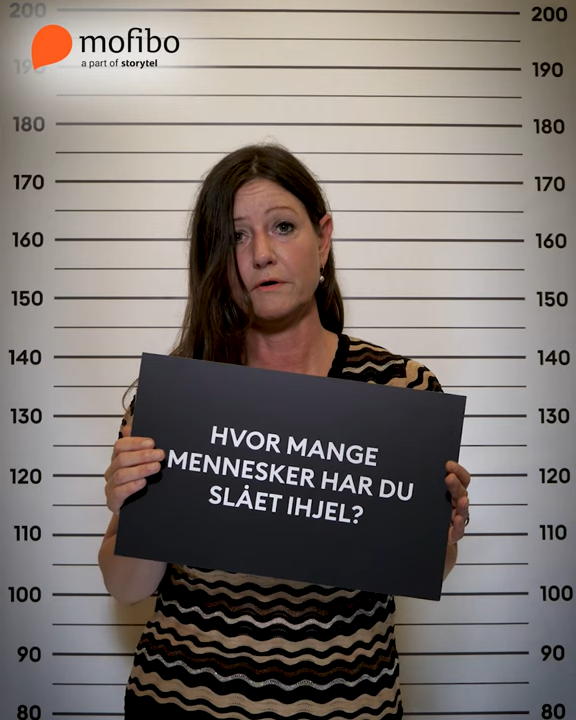 200 200
mofibo
a part of storytel
190 190
180 180
170 170
160 160
150 150
140 140
HVOR MANGE
MENNESKER HAR DU
SLÅET IHJEL?
130 130
120 120
110 110
100 100
90 90
80 80